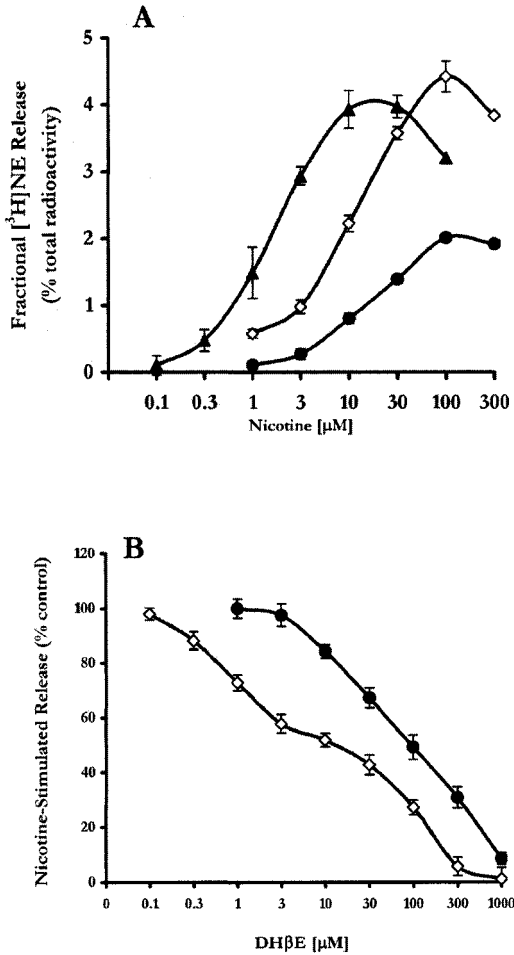 A
Fractional [³H]NE Release
(% total radioactivity)
5
4
3
2
1
0
0.1 0.3 1 3 10 30 100 300
Nicotine [μM]
B
Nicotine-Stimulated Release (% control)
120
100
80
60
40
20
0
0 0.1 0.3 1 3 10 30 100 300 1000
DHβE [μM]